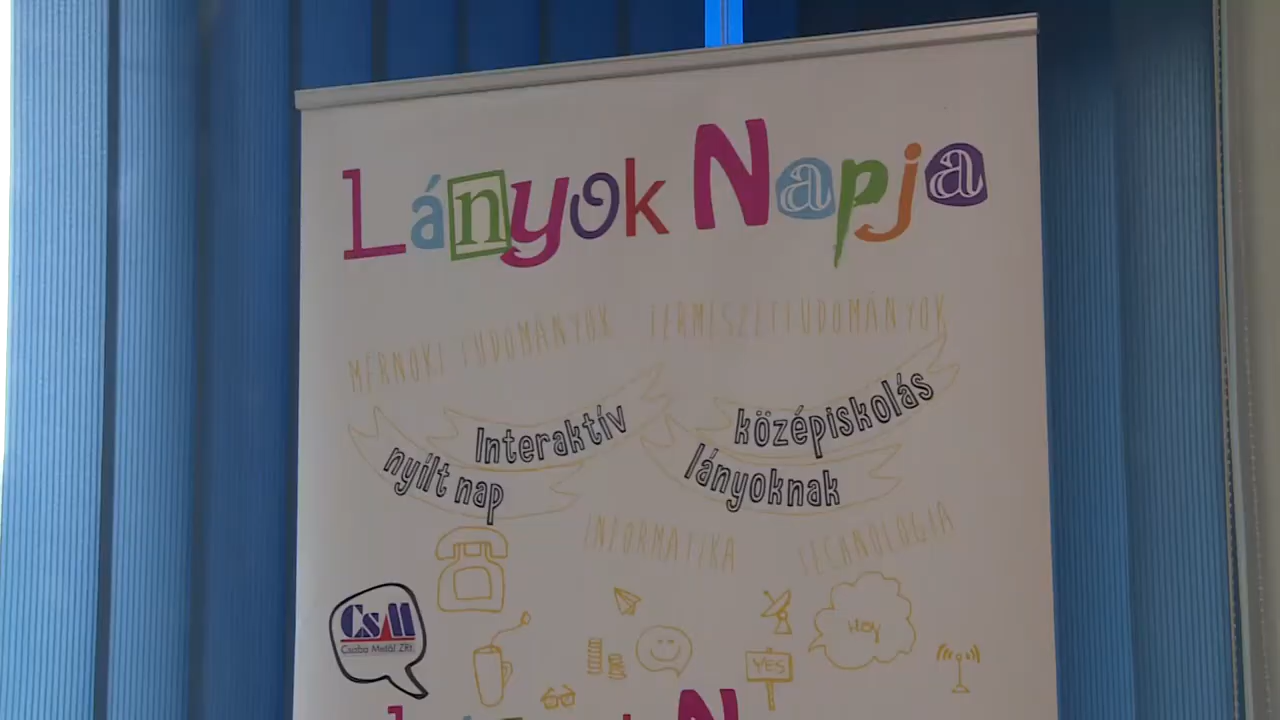 Lányok Napja
MÉRNÖKI TUDOMÁNYOK TERMÉSZETTUDOMÁNYOK
Interaktív
nyílt nap
középiskolás
lányoknak
INFORMATIKA TECHNOLÓGIA
CsM
Csaba Metál ZRt.
YES
Hey